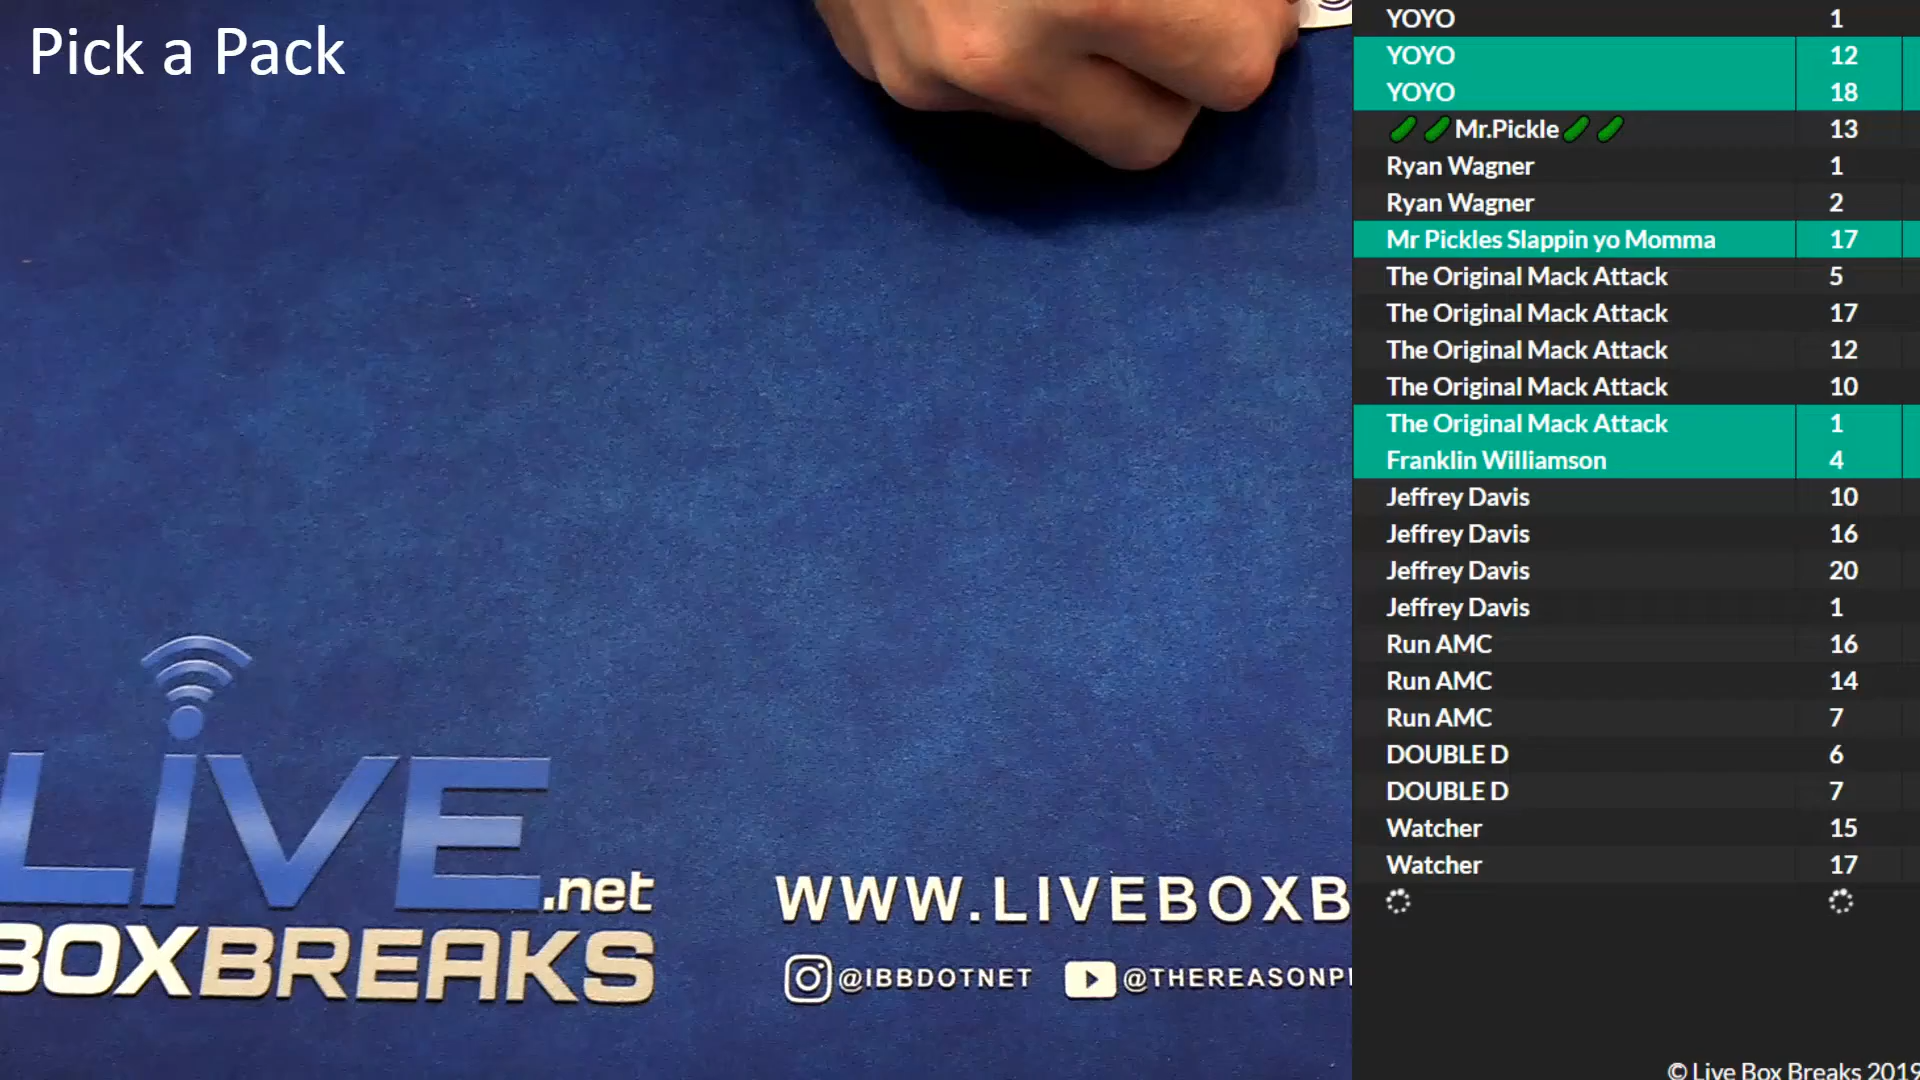 Pick a Pack
LiVE
.net
BOXBREAKS
WWW.LIVEBOXB
@IBBDOTNET
@THEREASONP
YOYO 1
YOYO 12
YOYO 18
Mr.Pickle 13
Ryan Wagner 1
Ryan Wagner 2
Mr Pickles Slappin yo Momma 17
The Original Mack Attack 5
The Original Mack Attack 17
The Original Mack Attack 12
The Original Mack Attack 10
The Original Mack Attack 1
Franklin Williamson 4
Jeffrey Davis 10
Jeffrey Davis 16
Jeffrey Davis 20
Jeffrey Davis 1
Run AMC 16
Run AMC 14
Run AMC 7
DOUBLE D 6
DOUBLE D 7
Watcher 15
Watcher 17
© Live Box Breaks 2019